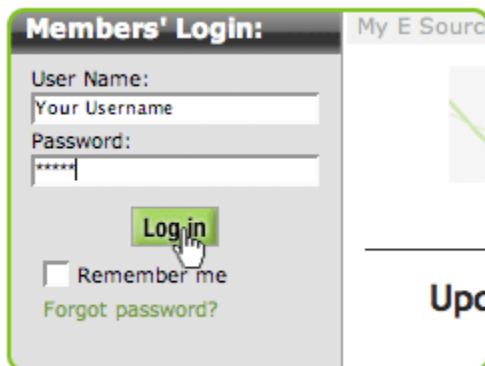 Members' Login:
My E Sourc
User Name:
Your Username
Password:
*****
Log in
Remember me
Forgot password?
Upc